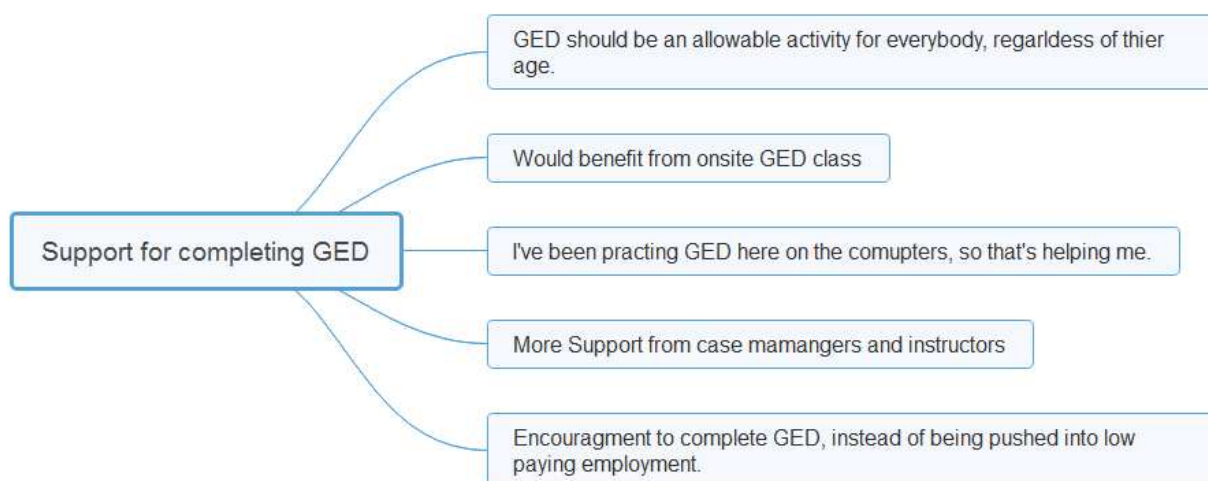 GED should be an allowable activity for everybody, regarldess of thier
age.
Would benefit from onsite GED class
Support for completing GED
I've been practing GED here on the comupters, so that's helping me.
More Support from case mamangers and instructors
Encouragment to complete GED, instead of being pushed into low
paying employment.